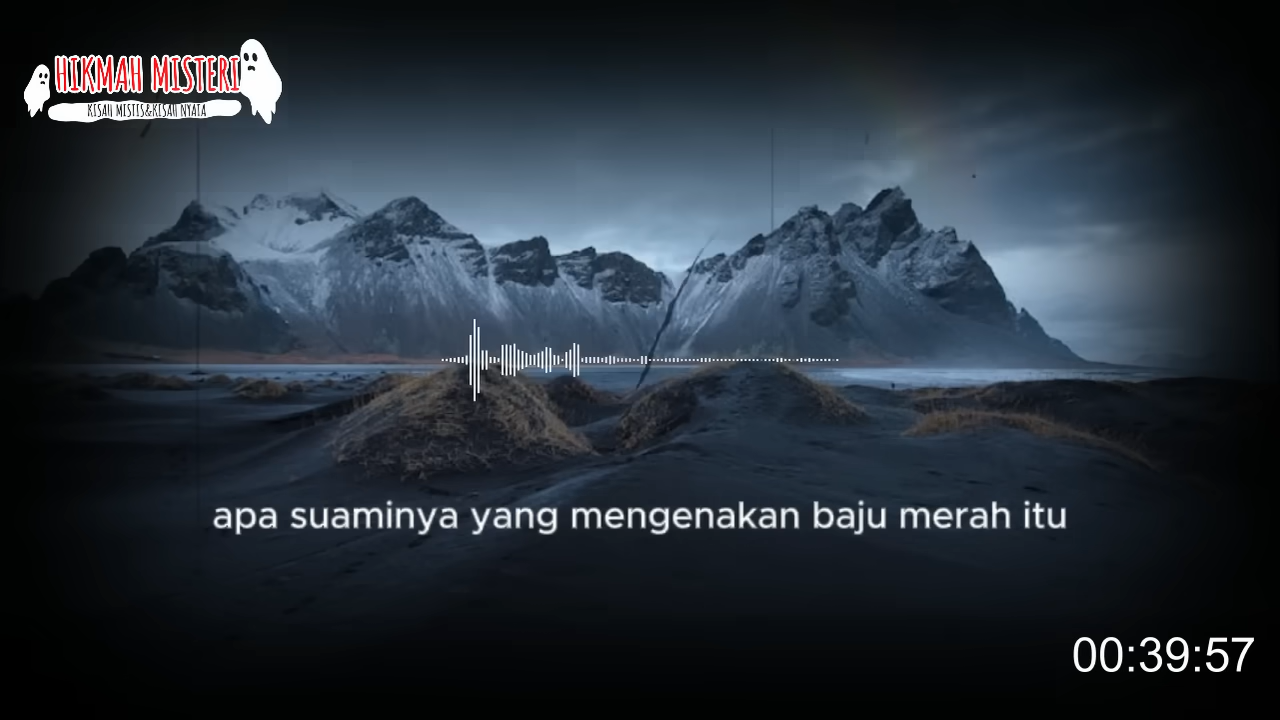 HIKMAH MISTERI
KISAH MISTIS&KISAH NYATA
apa suaminya yang mengenakan baju merah itu
00:39:57